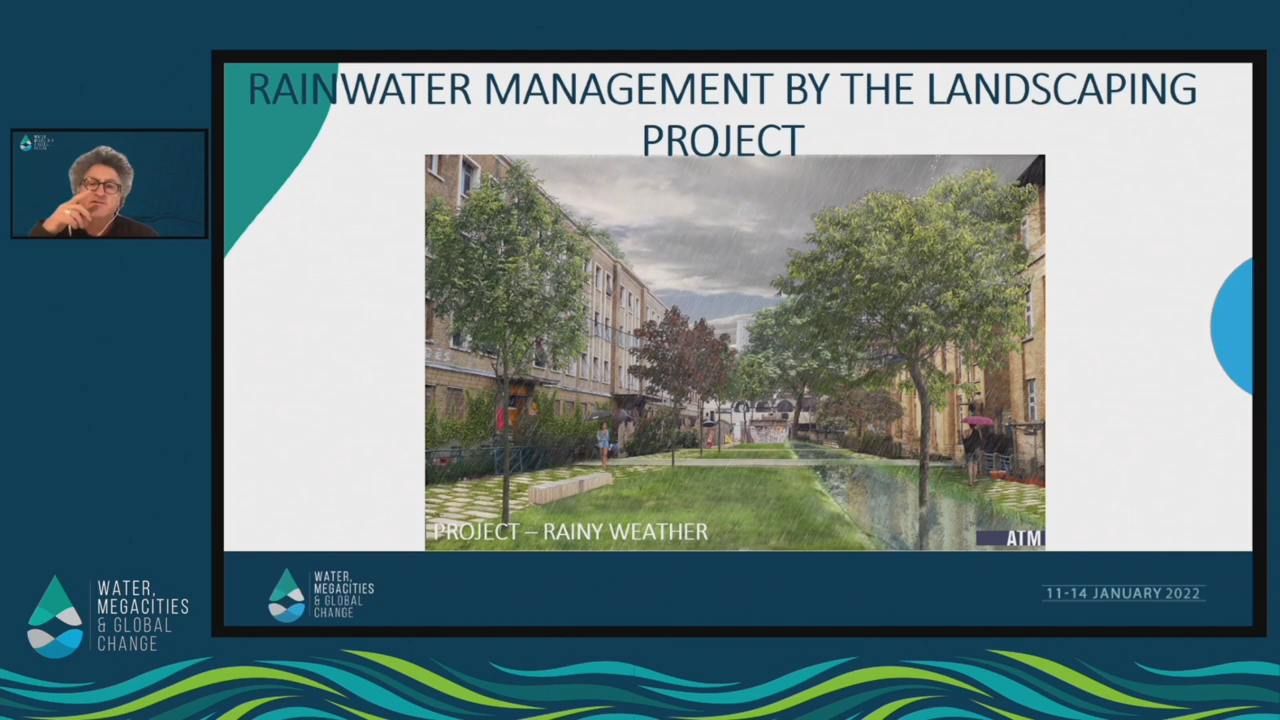 RAINWATER MANAGEMENT BY THE LANDSCAPING
PROJECT
PROJECT – RAINY WEATHER
ATM
WATER,
MEGACITIES
& GLOBAL
CHANGE
11-14 JANUARY 2022
WATER,
MEGACITIES
& GLOBAL
CHANGE